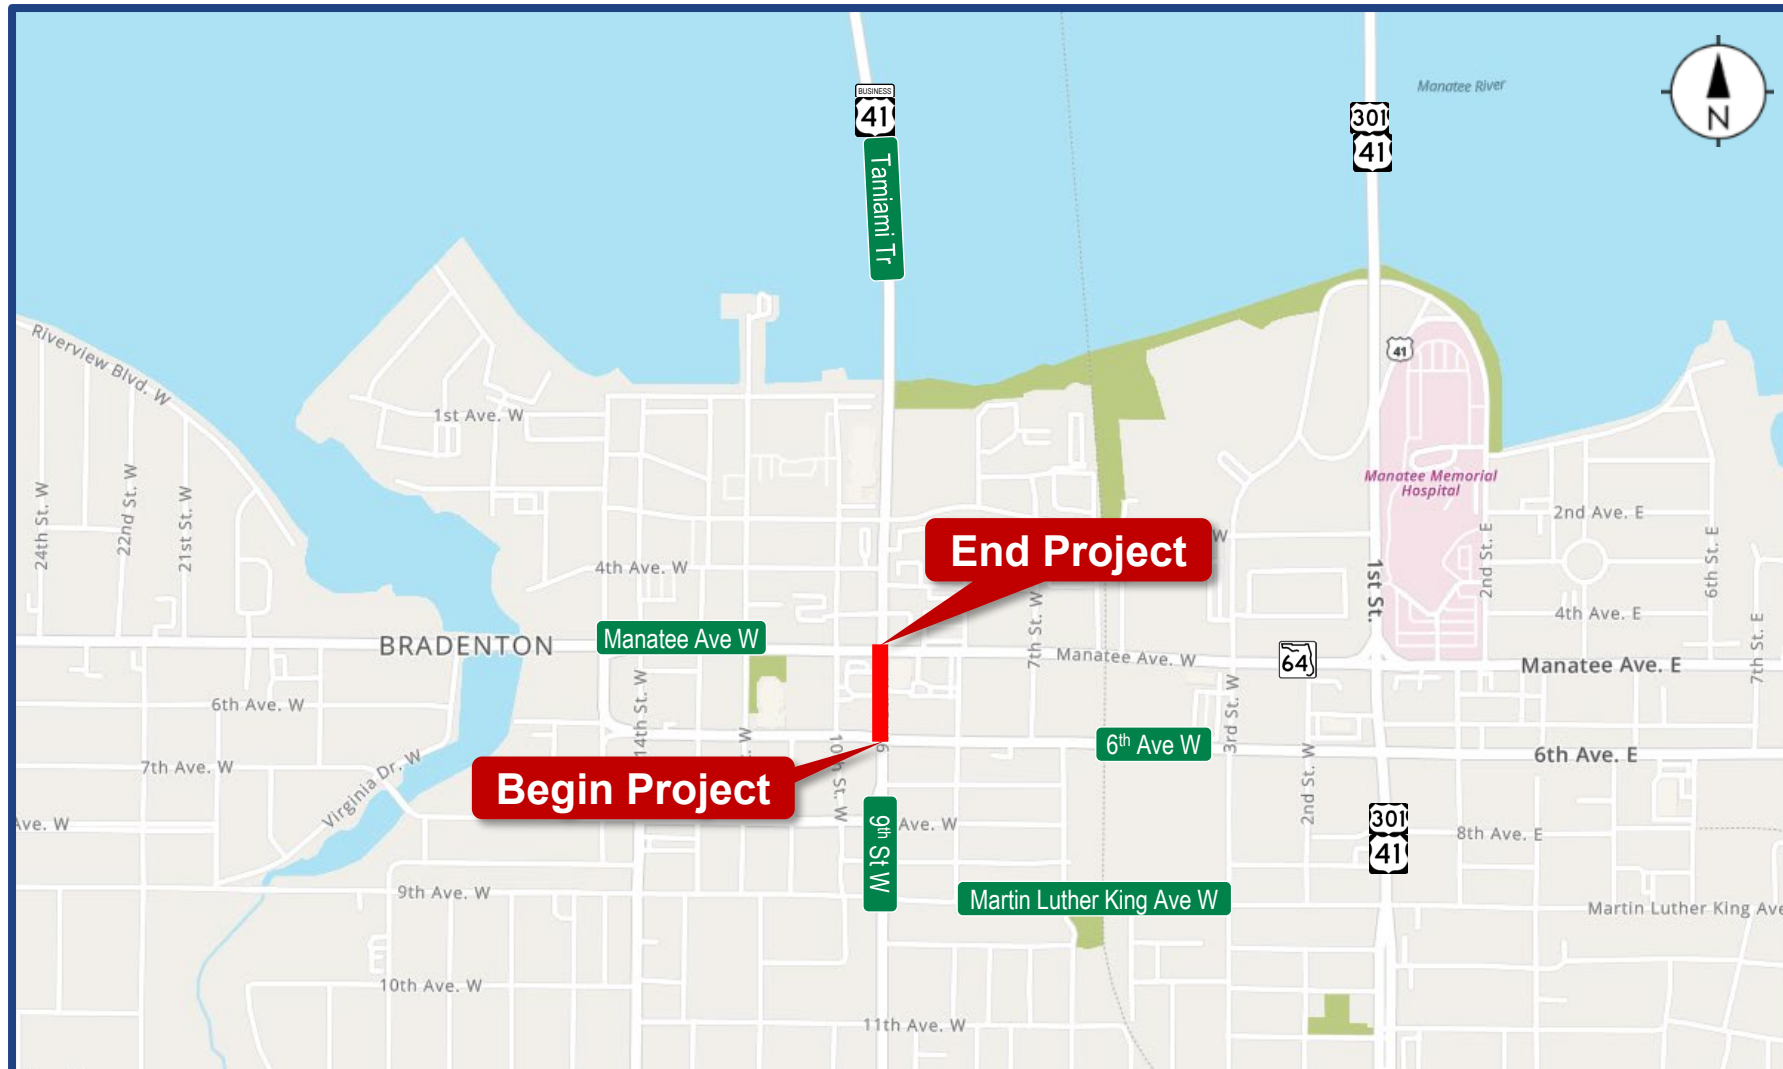 BUSINESS
41
Tamiami Tr
301
41
Manatee River
N
41
Riverview Blvd. W
1st Ave. W
Manatee Memorial
Hospital
24th St. W
22nd St. W
21st St. W
2nd Ave. E
2nd St. E
6th St. E
End Project
W
4th Ave. W
1st St.
4th Ave. E
7th St. W
7th St. E
BRADENTON
Manatee Ave W
Manatee Ave. W
64
Manatee Ave. E
6th Ave. W
14th St. W
. W
10th St. W
9
3rd St. W
6th Ave W
6th Ave. E
7th Ave. W
Virginia Dr. W
Begin Project
2nd St. W
Ave. W
9th St W
Ave. W
301
41
8th Ave. E
9th Ave. W
Martin Luther King Ave W
Martin Luther King Ave
10th Ave. W
11th Ave. W